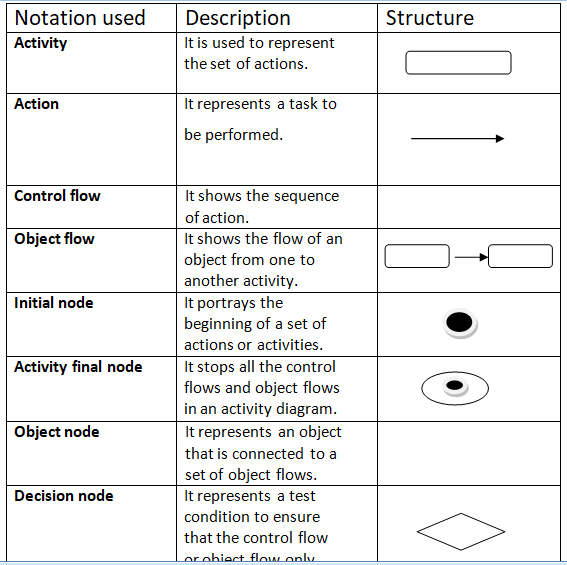 Notation used Description Structure
Activity It is used to represent
the set of actions.
Action It represents a task to
be performed.
Control flow It shows the sequence
of action.
Object flow It shows the flow of an
object from one to
another activity.
Initial node It portrays the
beginning of a set of
actions or activities.
Activity final node It stops all the control
flows and object flows
in an activity diagram.
Object node It represents an object
that is connected to a
set of object flows.
Decision node It represents a test
condition to ensure
that the control flow
or object flow only